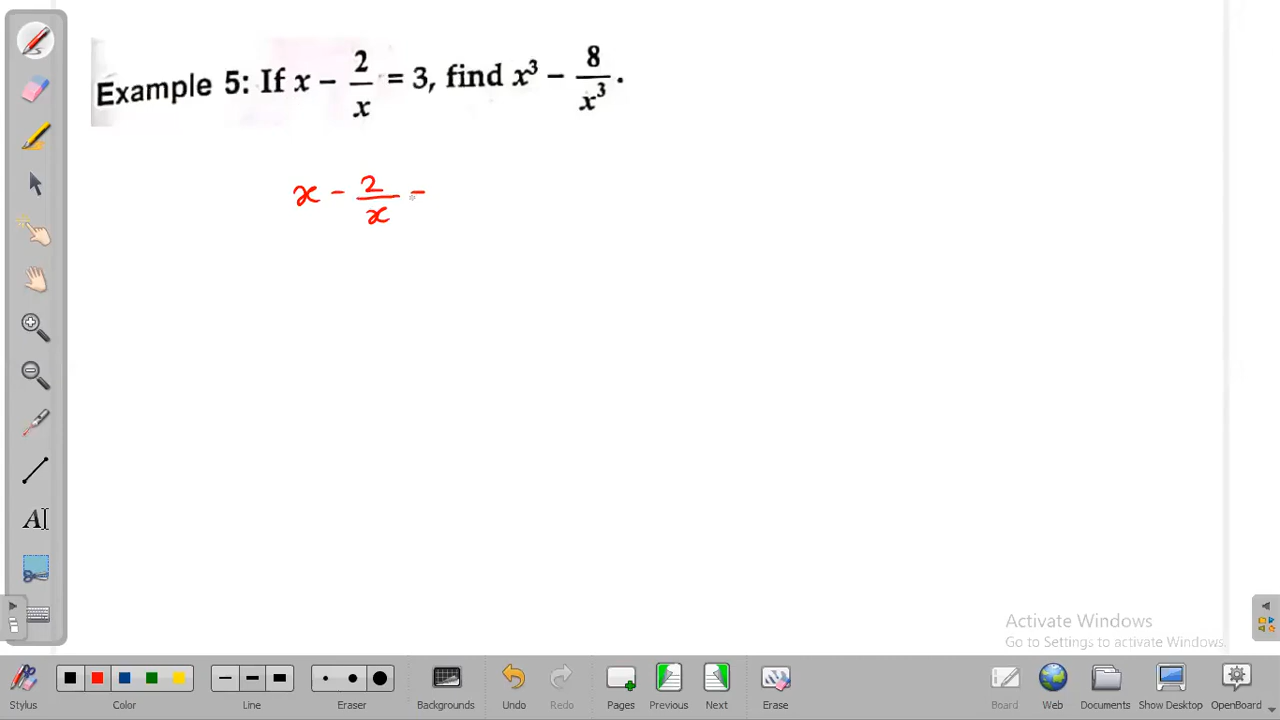 Example 5: If x − 2/x = 3, find x³ − 8/x³.
x − 2/x −
AI
Activate Windows
Go to Settings to activate Windows.
Stylus Color Line Eraser Backgrounds Undo Redo Pages Previous Next Erase Board Web Documents Show Desktop OpenBoard